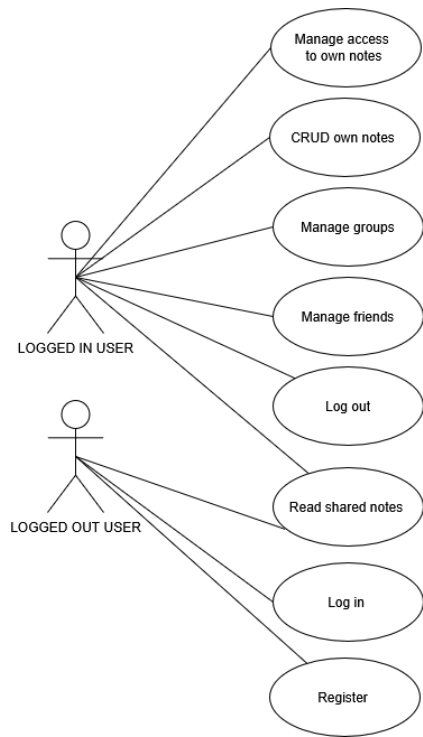 Manage access
to own notes
CRUD own notes
Manage groups
Manage friends
LOGGED IN USER
Log out
Read shared notes
LOGGED OUT USER
Log in
Register